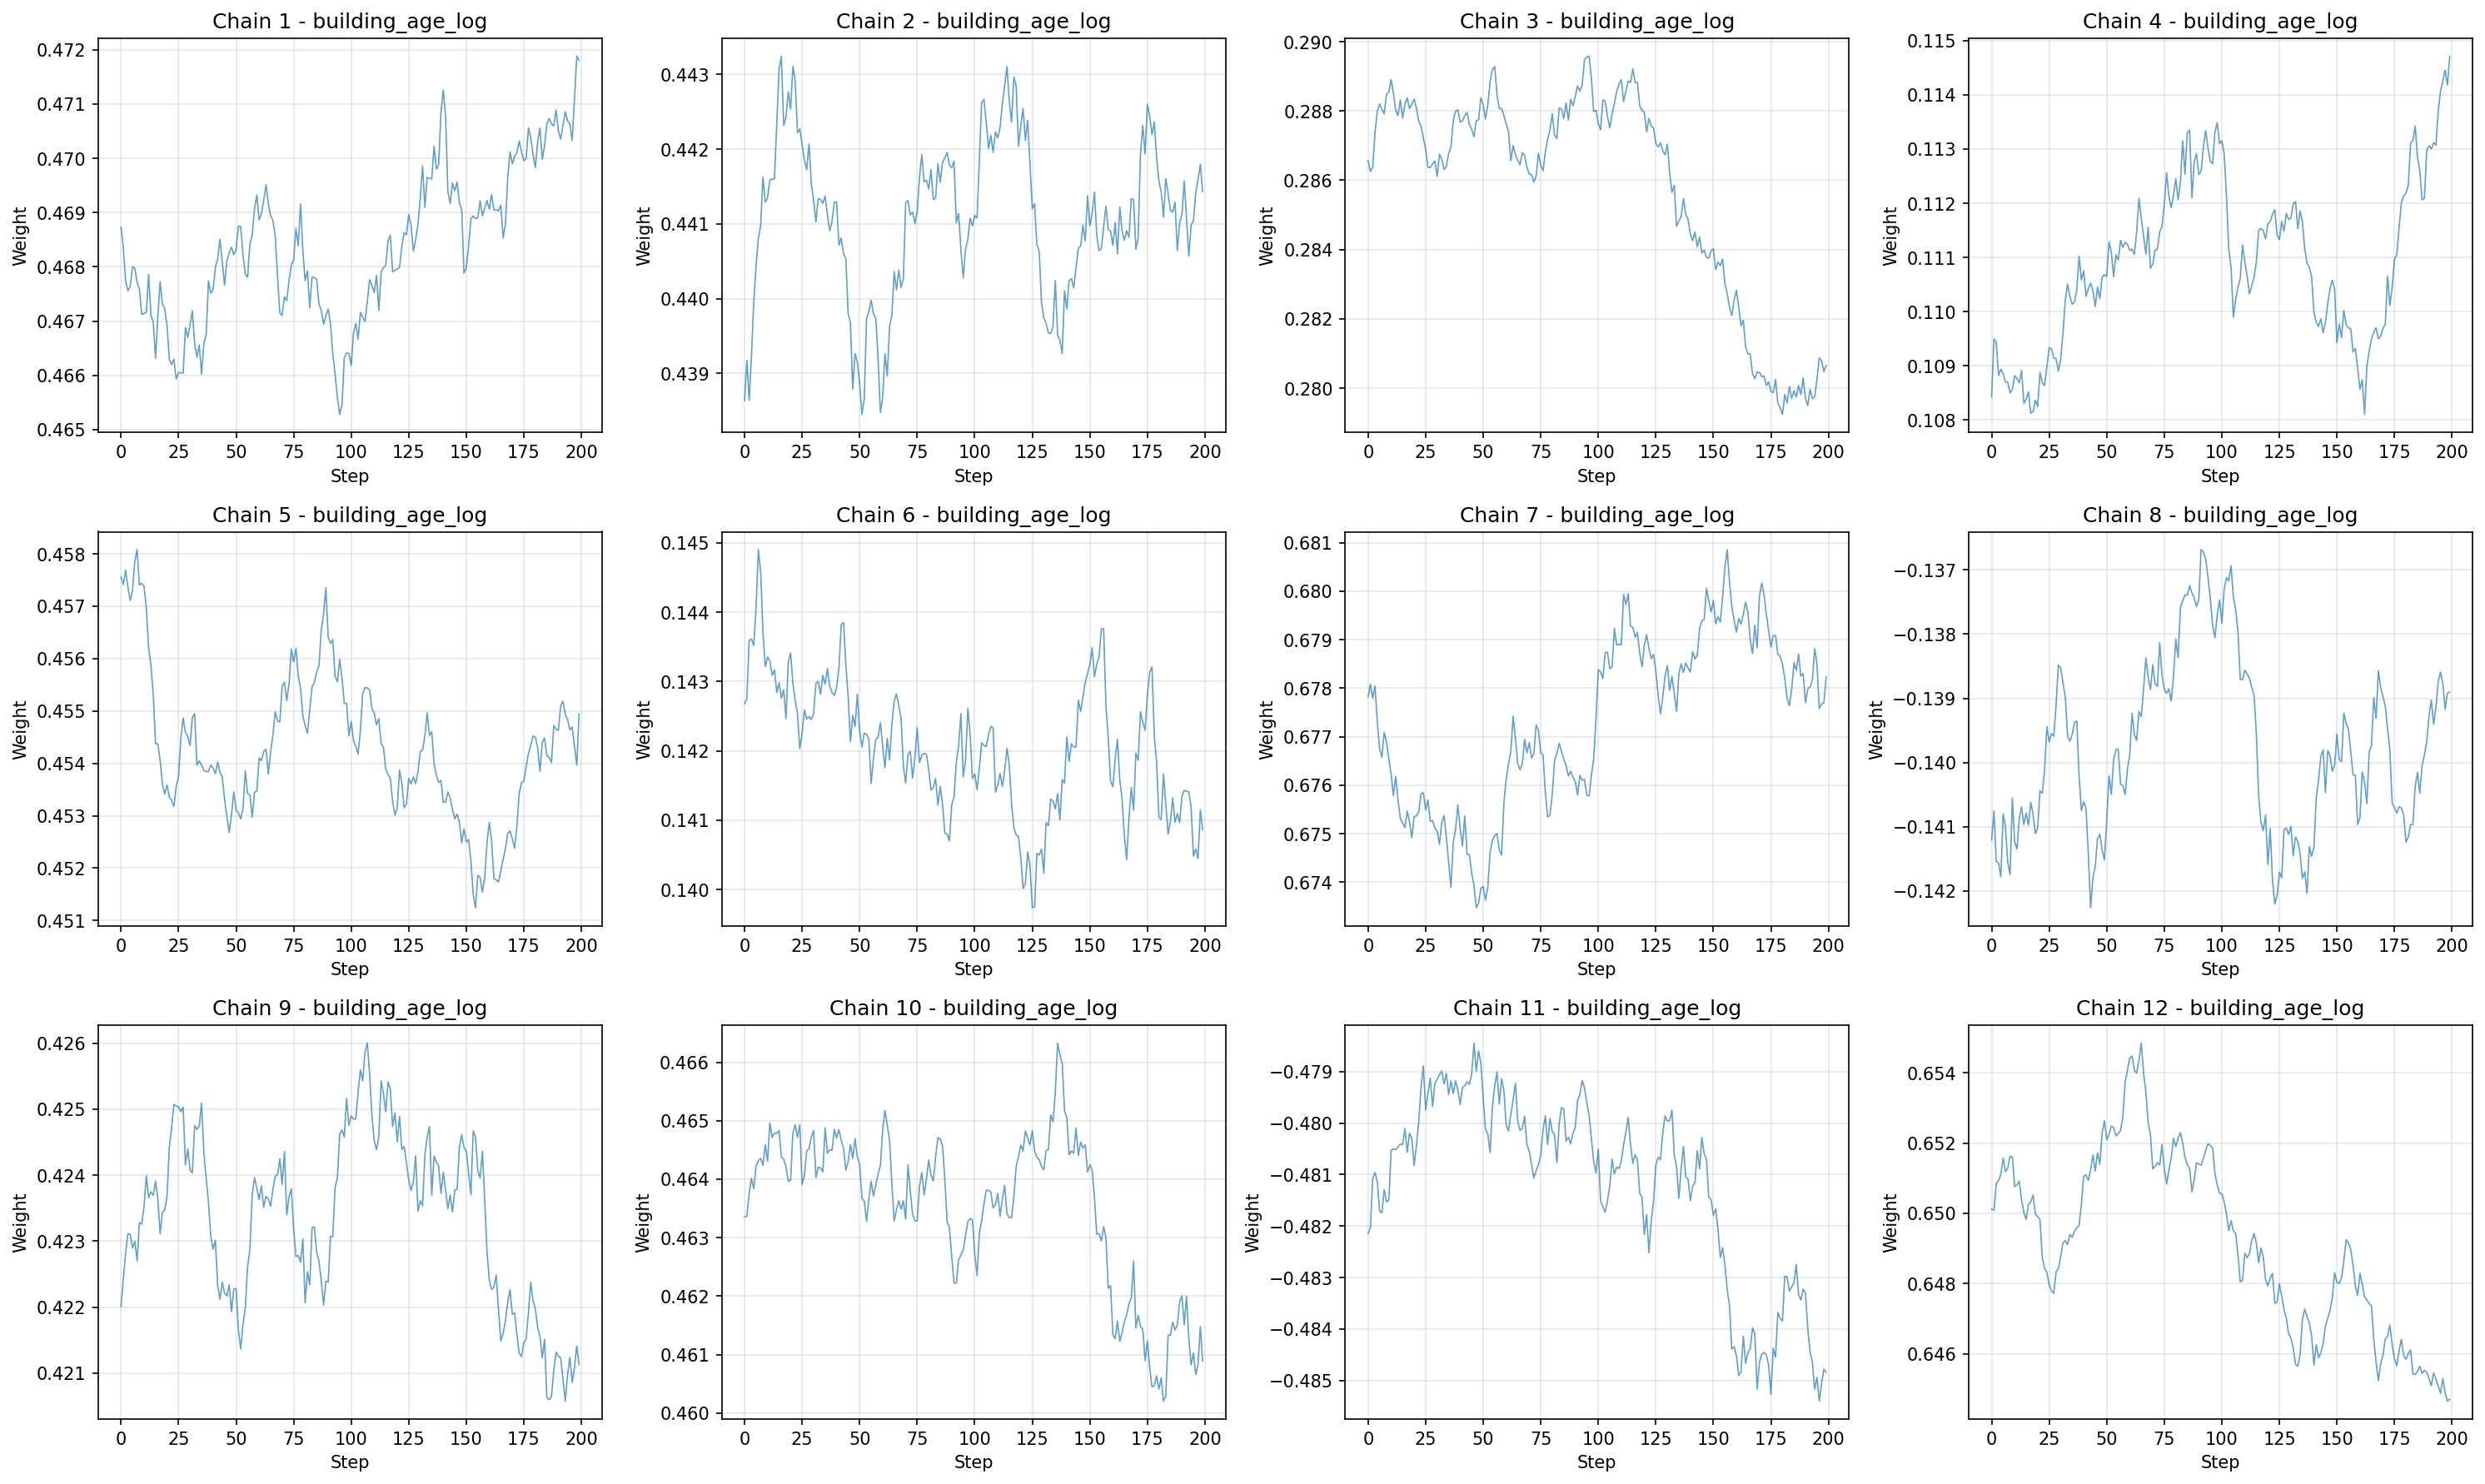 Chain 1 - building_age_log
Weight
0.472
0.471
0.470
0.469
0.468
0.467
0.466
0.465
0 25 50 75 100 125 150 175 200
Step
Chain 2 - building_age_log
Weight
0.443
0.442
0.441
0.440
0.439
0 25 50 75 100 125 150 175 200
Step
Chain 3 - building_age_log
Weight
0.290
0.288
0.286
0.284
0.282
0.280
0 25 50 75 100 125 150 175 200
Step
Chain 4 - building_age_log
Weight
0.115
0.114
0.113
0.112
0.111
0.110
0.109
0.108
0 25 50 75 100 125 150 175 200
Step
Chain 5 - building_age_log
Weight
0.458
0.457
0.456
0.455
0.454
0.453
0.452
0.451
0 25 50 75 100 125 150 175 200
Step
Chain 6 - building_age_log
Weight
0.145
0.144
0.143
0.142
0.141
0.140
0 25 50 75 100 125 150 175 200
Step
Chain 7 - building_age_log
Weight
0.681
0.680
0.679
0.678
0.677
0.676
0.675
0.674
0 25 50 75 100 125 150 175 200
Step
Chain 8 - building_age_log
Weight
−0.137
−0.138
−0.139
−0.140
−0.141
−0.142
0 25 50 75 100 125 150 175 200
Step
Chain 9 - building_age_log
Weight
0.426
0.425
0.424
0.423
0.422
0.421
0 25 50 75 100 125 150 175 200
Step
Chain 10 - building_age_log
Weight
0.466
0.465
0.464
0.463
0.462
0.461
0.460
0 25 50 75 100 125 150 175 200
Step
Chain 11 - building_age_log
Weight
−0.479
−0.480
−0.481
−0.482
−0.483
−0.484
−0.485
0 25 50 75 100 125 150 175 200
Step
Chain 12 - building_age_log
Weight
0.654
0.652
0.650
0.648
0.646
0 25 50 75 100 125 150 175 200
Step